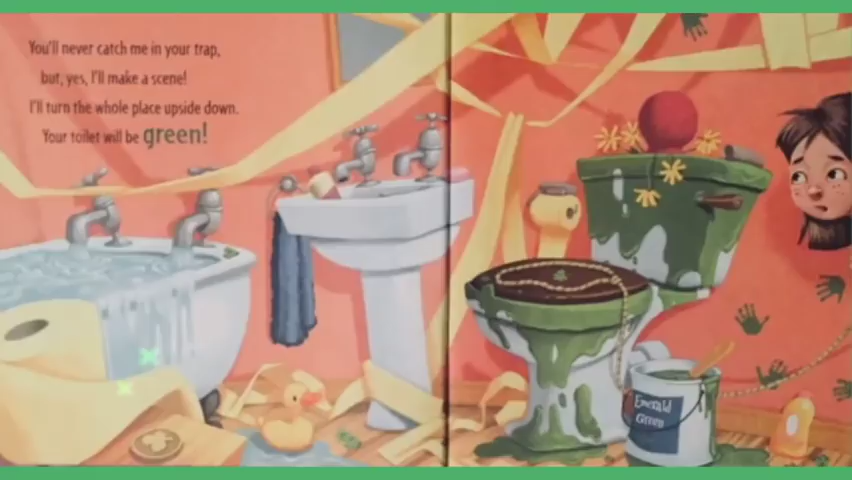 You'll never catch me in your trap,
but, yes, I'll make a scene!
I'll turn the whole place upside down.
Your toilet will be green!
Emerald
Green